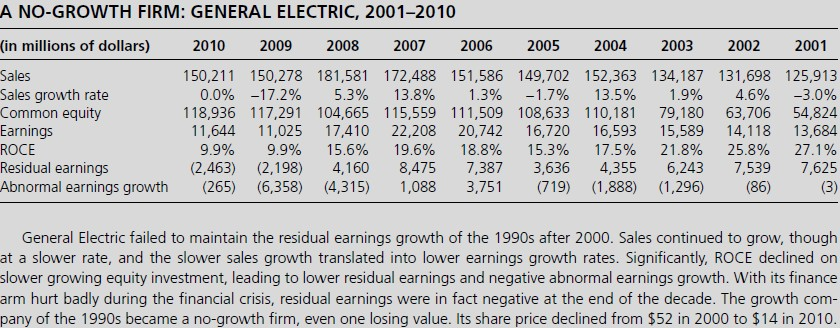 A NO-GROWTH FIRM: GENERAL ELECTRIC, 2001–2010
(in millions of dollars) 2010 2009 2008 2007 2006 2005 2004 2003 2002 2001
Sales 150,211 150,278 181,581 172,488 151,586 149,702 152,363 134,187 131,698 125,913
Sales growth rate 0.0% –17.2% 5.3% 13.8% 1.3% –1.7% 13.5% 1.9% 4.6% –3.0%
Common equity 118,936 117,291 104,665 115,559 111,509 108,633 110,181 79,180 63,706 54,824
Earnings 11,644 11,025 17,410 22,208 20,742 16,720 16,593 15,589 14,118 13,684
ROCE 9.9% 9.9% 15.6% 19.6% 18.8% 15.3% 17.5% 21.8% 25.8% 27.1%
Residual earnings (2,463) (2,198) 4,160 8,475 7,387 3,636 4,355 6,243 7,539 7,625
Abnormal earnings growth (265) (6,358) (4,315) 1,088 3,751 (719) (1,888) (1,296) (86) (3)
General Electric failed to maintain the residual earnings growth of the 1990s after 2000. Sales continued to grow, though
at a slower rate, and the slower sales growth translated into lower earnings growth rates. Significantly, ROCE declined on
slower growing equity investment, leading to lower residual earnings and negative abnormal earnings growth. With its finance
arm hurt badly during the financial crisis, residual earnings were in fact negative at the end of the decade. The growth com-
pany of the 1990s became a no-growth firm, even one losing value. Its share price declined from $52 in 2000 to $14 in 2010.